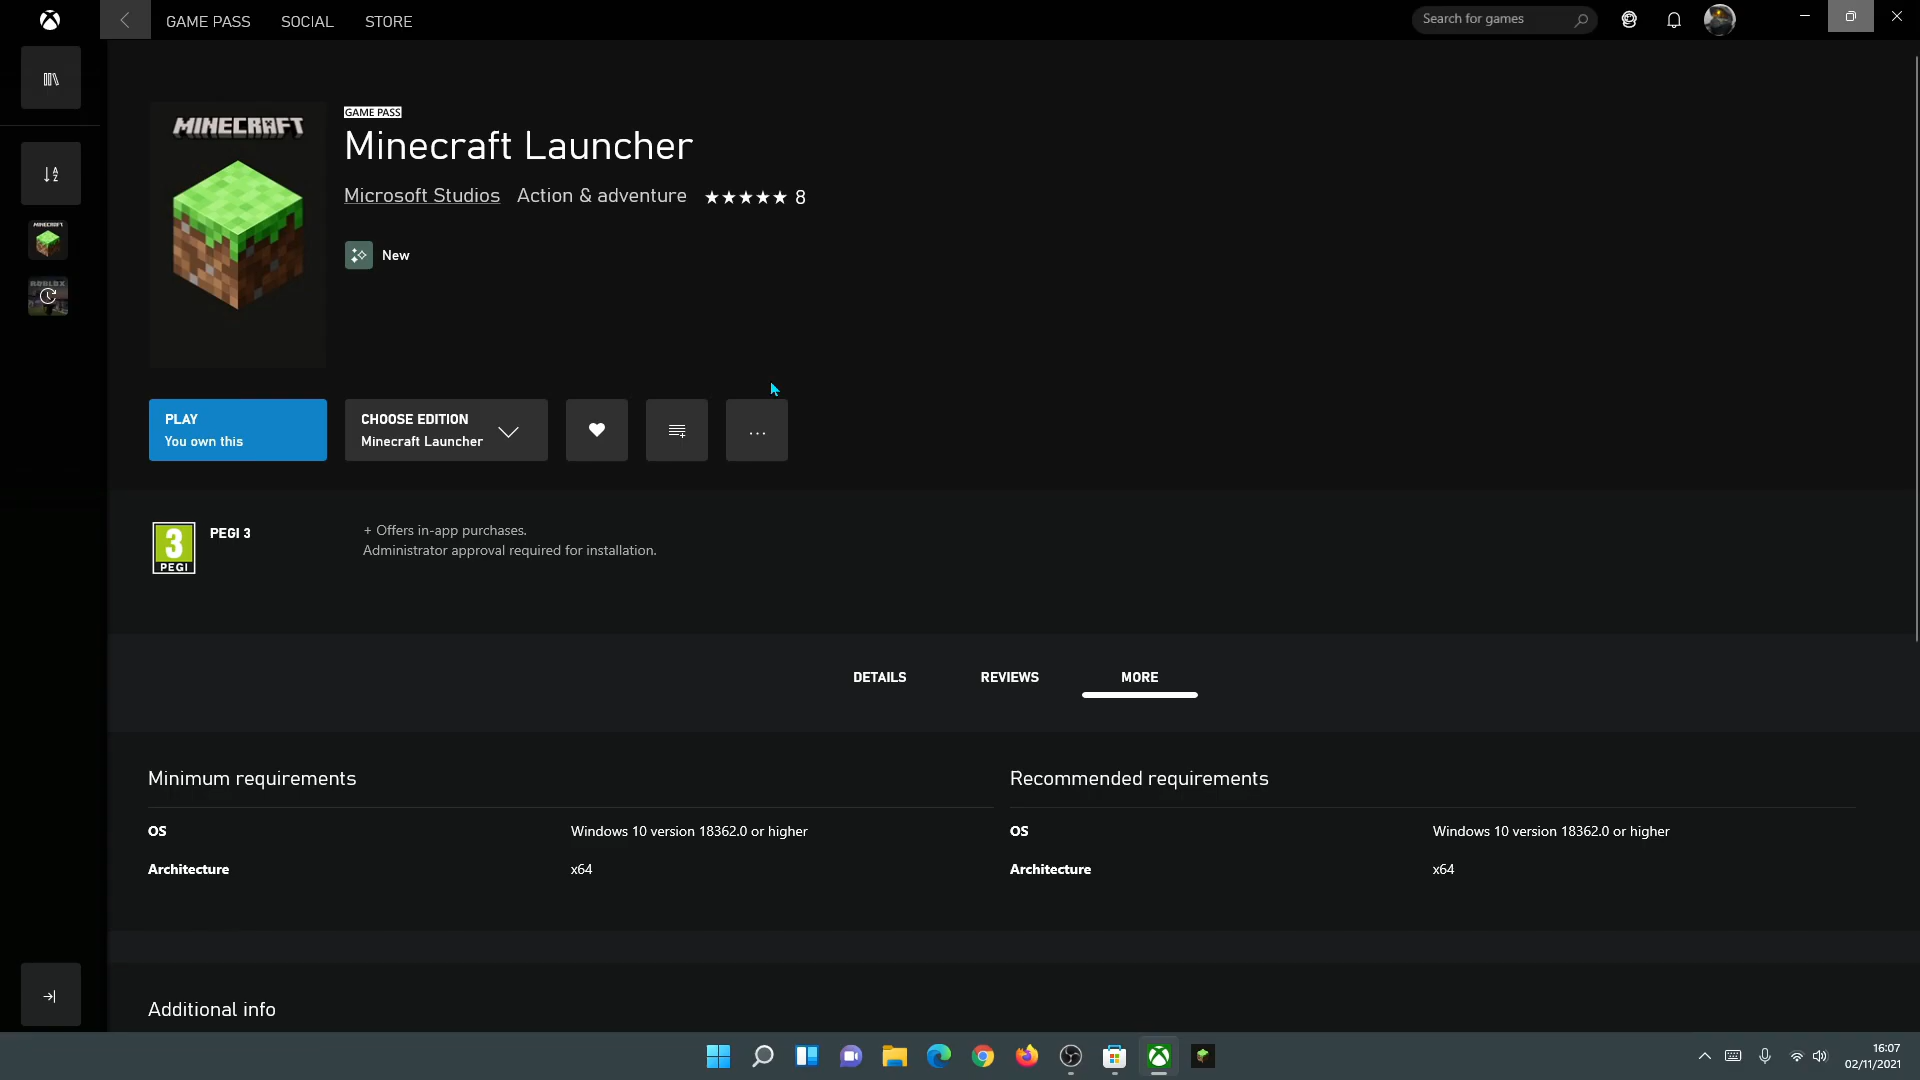 GAME PASS
SOCIAL
STORE
Search for games
MINECRAFT
GAME PASS
Minecraft Launcher
Microsoft Studios
Action & adventure
★★★★★ 8
New
A
Z
MINECRAFT
ROBLOX
PLAY
You own this
CHOOSE EDITION
Minecraft Launcher
...
3
PEGI
PEGI 3
+ Offers in-app purchases.
Administrator approval required for installation.
DETAILS
REVIEWS
MORE
Minimum requirements
OS
Windows 10 version 18362.0 or higher
Architecture
x64
Recommended requirements
OS
Windows 10 version 18362.0 or higher
Architecture
x64
Additional info
16:07
02/11/2021